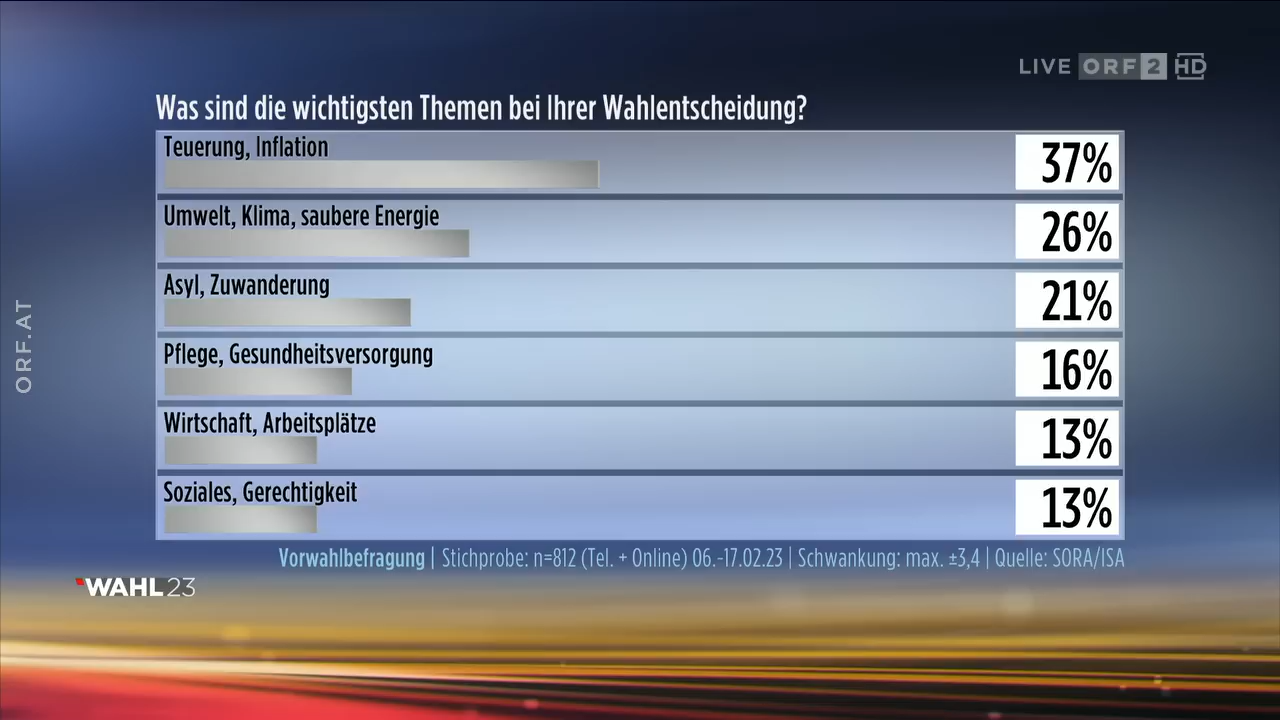 LIVE ORF 2 HD
Was sind die wichtigsten Themen bei Ihrer Wahlentscheidung?
Teuerung, Inflation
37%
Umwelt, Klima, saubere Energie
26%
Asyl, Zuwanderung
21%
Pflege, Gesundheitsversorgung
16%
Wirtschaft, Arbeitsplätze
13%
Soziales, Gerechtigkeit
13%
Vorwahlbefragung | Stichprobe: n=812 (Tel. + Online) 06.-17.02.23 | Schwankung: max. ±3,4 | Quelle: SORA/ISA
WAHL 23
ORF.AT